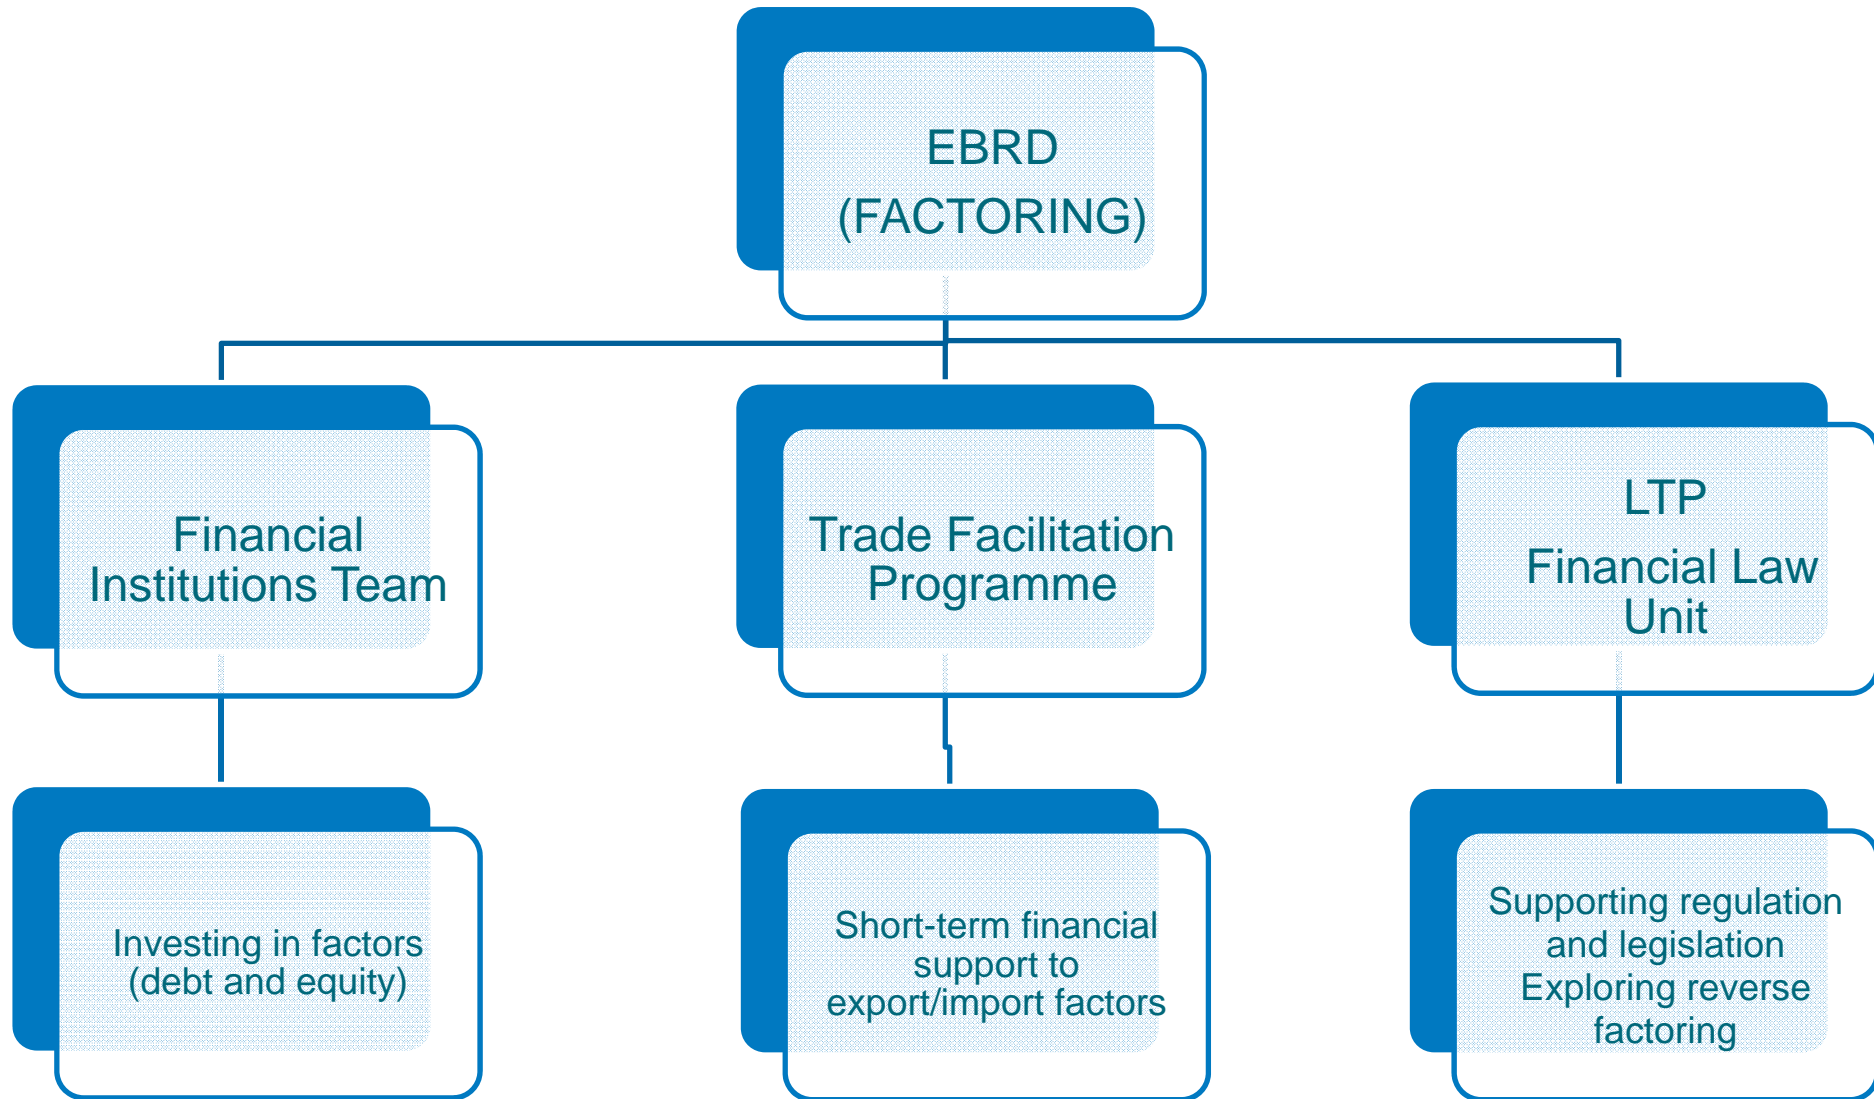 EBRD
(FACTORING)
Financial
Institutions Team
Trade Facilitation
Programme
LTP
Financial Law
Unit
Investing in factors
(debt and equity)
Short-term financial
support to
export/import factors
Supporting regulation
and legislation
Exploring reverse
factoring